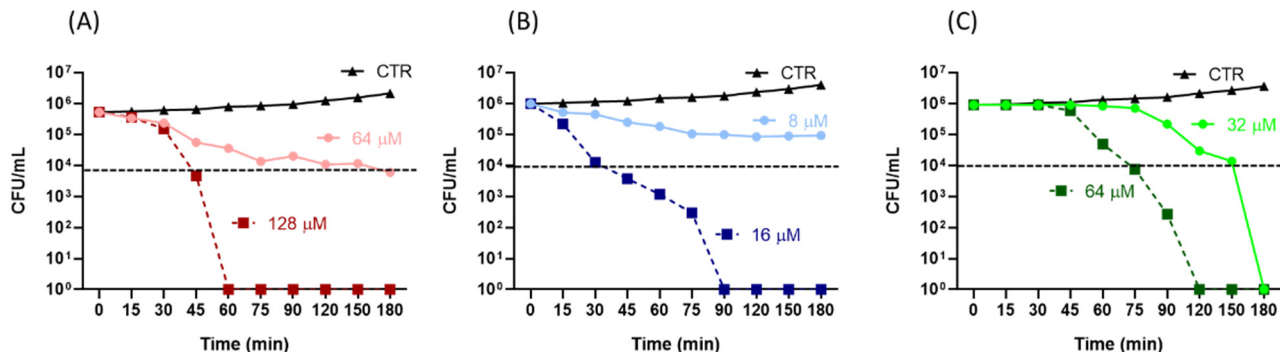 (A)
CFU/mL
10⁷
10⁶
10⁵
10⁴
10³
10²
10¹
10⁰
CTR
64 µM
128 µM
0 15 30 45 60 75 90 120 150 180
Time (min)
(B)
CFU/mL
10⁷
10⁶
10⁵
10⁴
10³
10²
10¹
10⁰
CTR
8 µM
16 µM
0 15 30 45 60 75 90 120 150 180
Time (min)
(C)
CFU/mL
10⁷
10⁶
10⁵
10⁴
10³
10²
10¹
10⁰
CTR
32 µM
64 µM
0 15 30 45 60 75 90 120 150 180
Time (min)